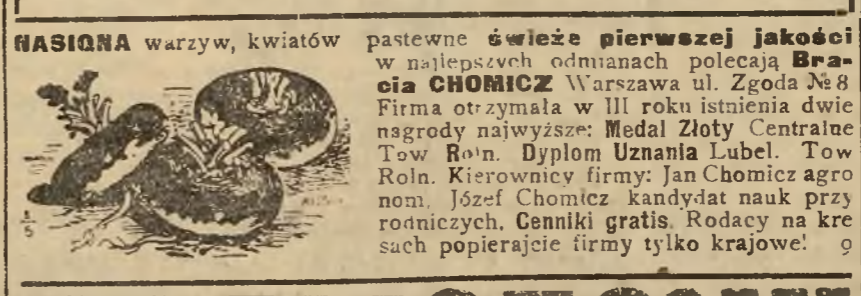 NASIONA warzyw, kwiatów pastewne świeże pierwszej jakości
w najlepszych odmianach polecają Bra-
cia CHOMICZ Warszawa ul. Zgoda № 8
Firma otrzymała w III roku istnienia dwie
nagrody najwyższe: Medal Złoty Centralne
Tow Roln. Dyplom Uznania Lubel. Tow
Roln. Kierownicy firmy: Jan Chomicz agro
nom, Józef Chomicz kandydat nauk przy
rodniczych. Cenniki gratis. Rodacy na kre
sach popierajcie firmy tylko krajowe! 9
1/5